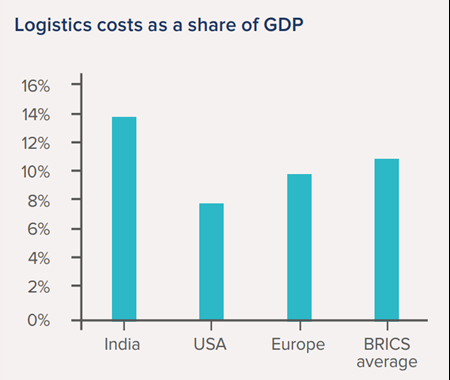 Logistics costs as a share of GDP
16%
14%
12%
10%
8%
6%
4%
2%
0%
India
USA
Europe
BRICS
average